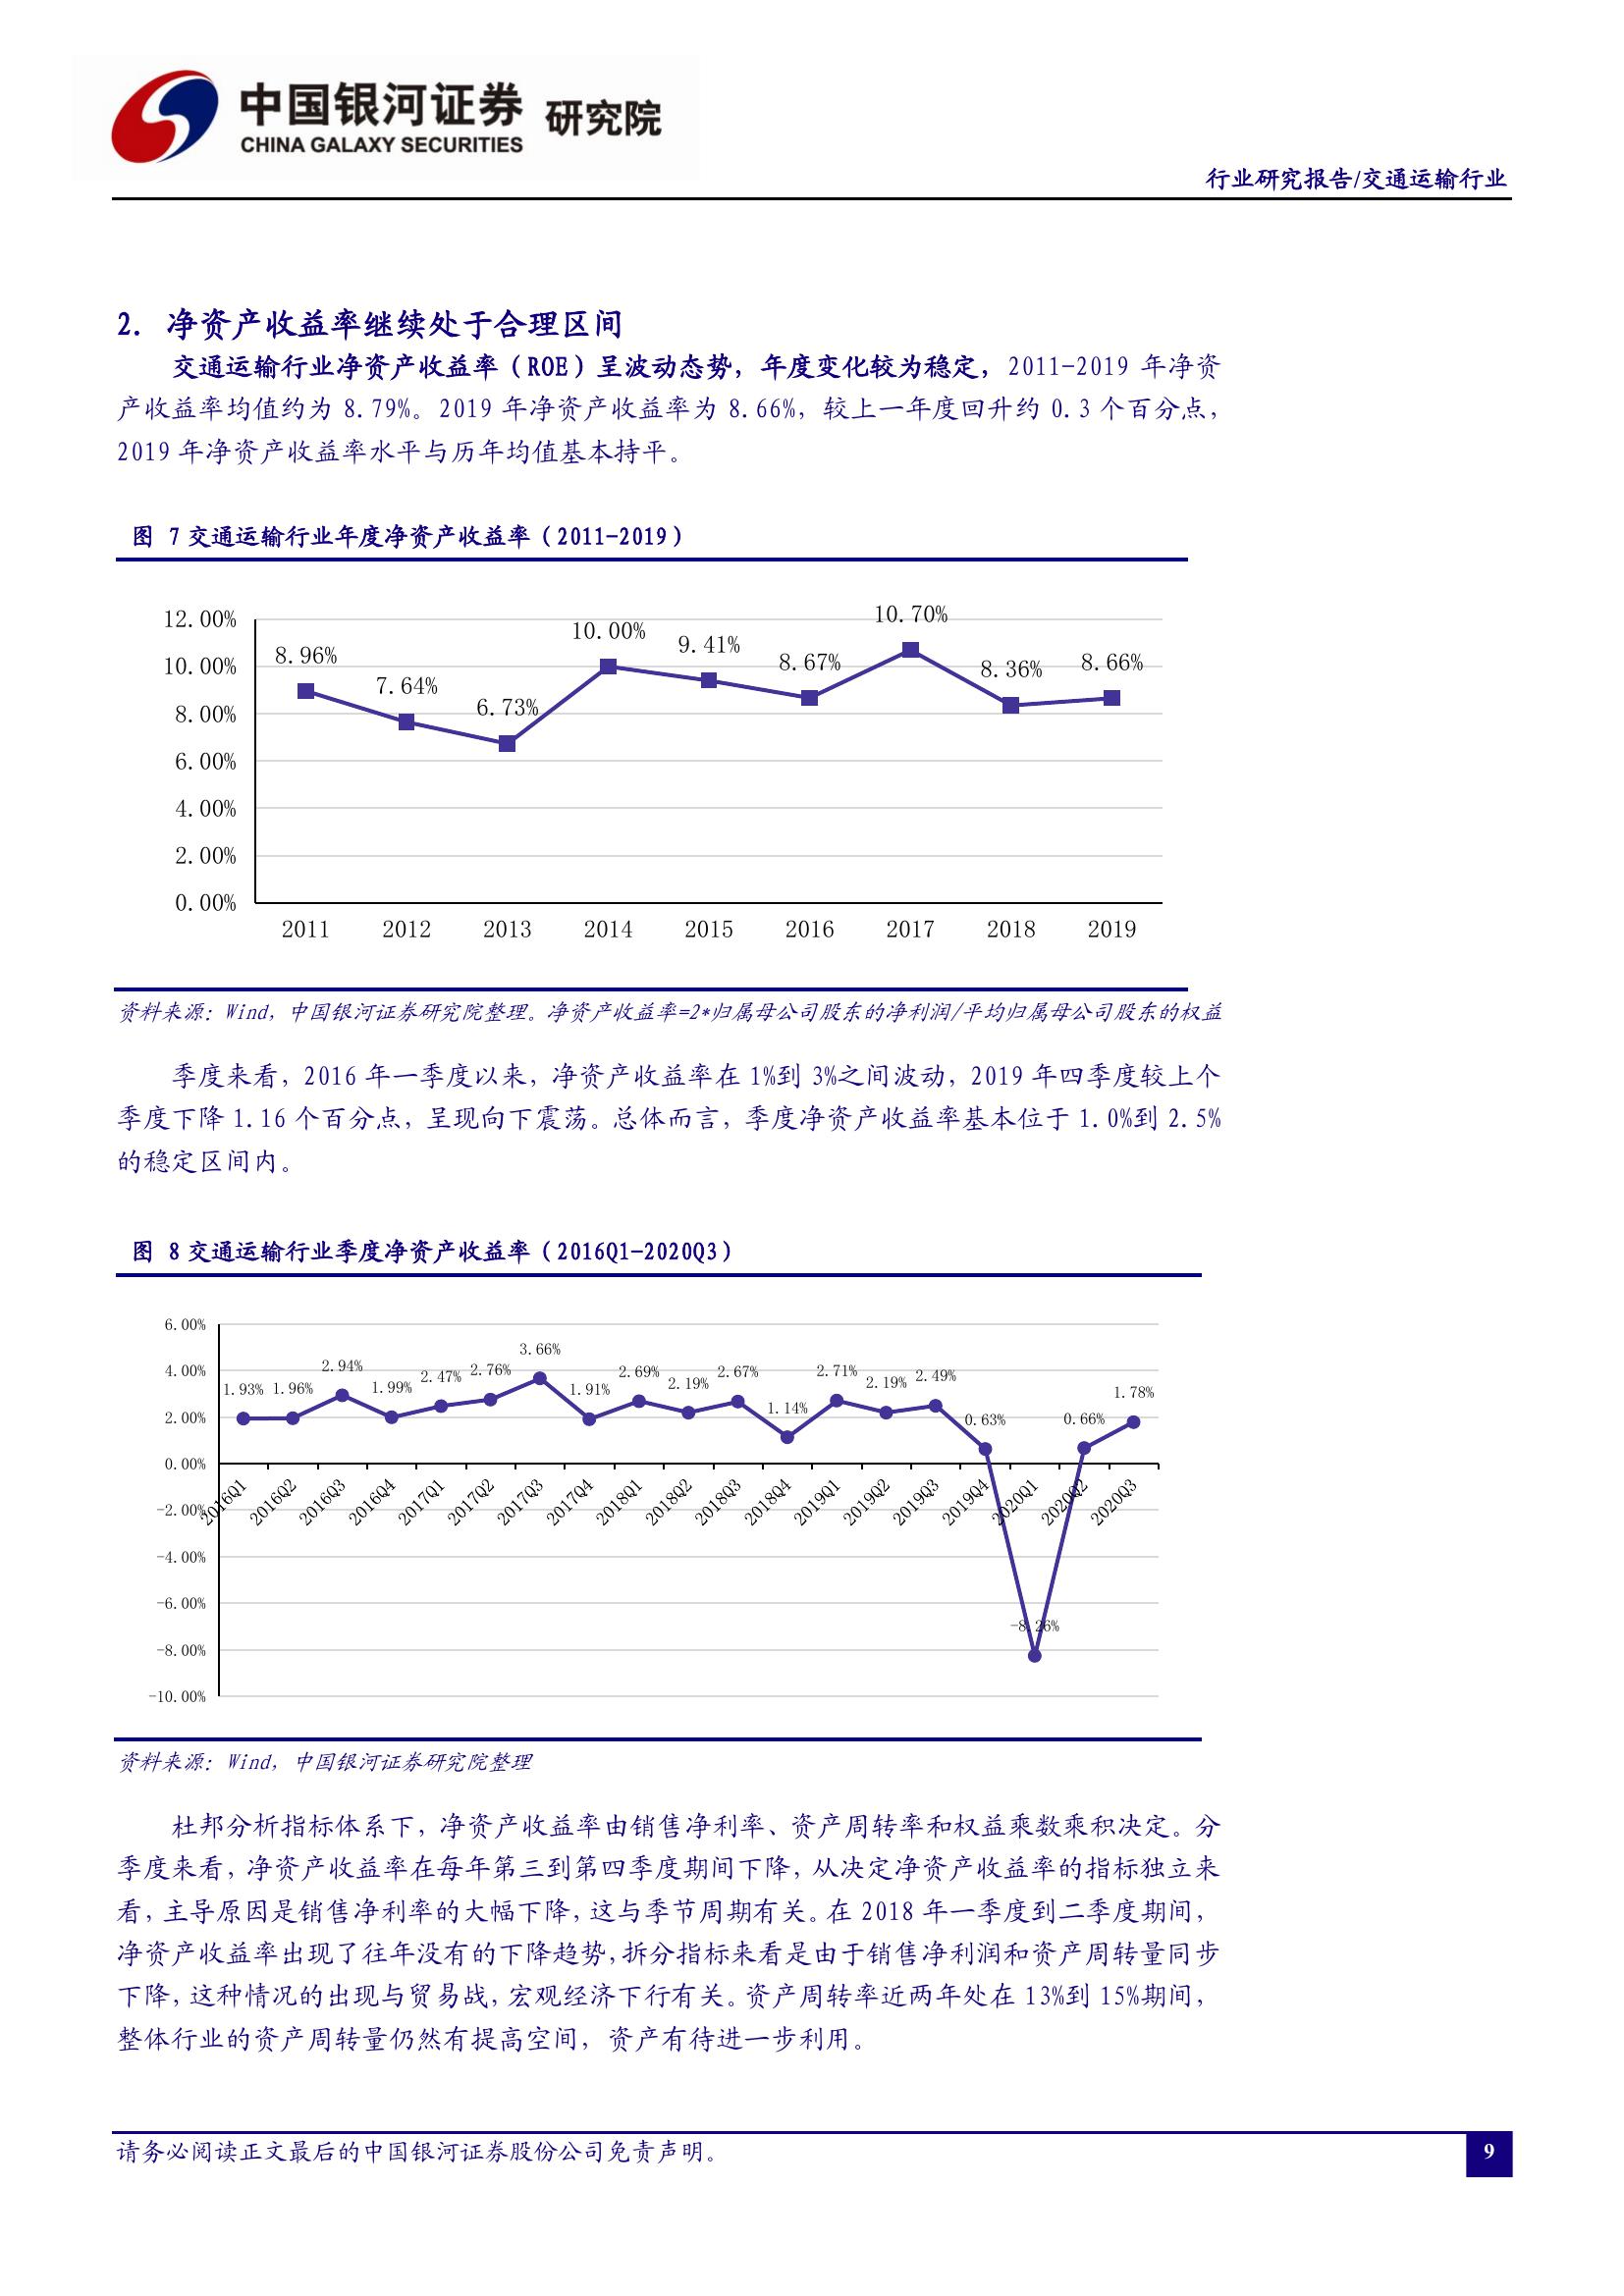 中国银河证券 研究院
CHINA GALAXY SECURITIES
行业研究报告/交通运输行业
2. 净资产收益率继续处于合理区间
交通运输行业净资产收益率（ROE）呈波动态势，年度变化较为稳定，2011-2019 年净资
产收益率均值约为 8.79%。2019 年净资产收益率为 8.66%，较上一年度回升约 0.3 个百分点，
2019 年净资产收益率水平与历年均值基本持平。
图 7 交通运输行业年度净资产收益率（2011-2019）
12.00%
10.00%
8.00%
6.00%
4.00%
2.00%
0.00%
8.96% 7.64% 6.73% 10.00% 9.41% 8.67% 10.70% 8.36% 8.66%
2011 2012 2013 2014 2015 2016 2017 2018 2019
资料来源：Wind，中国银河证券研究院整理。净资产收益率=2*归属母公司股东的净利润/平均归属母公司股东的权益
季度来看，2016 年一季度以来，净资产收益率在 1%到 3%之间波动，2019 年四季度较上个
季度下降 1.16 个百分点，呈现向下震荡。总体而言，季度净资产收益率基本位于 1.0%到 2.5%
的稳定区间内。
图 8 交通运输行业季度净资产收益率（2016Q1-2020Q3）
6.00%
4.00%
2.00%
0.00%
-2.00%
-4.00%
-6.00%
-8.00%
-10.00%
1.93% 1.96% 2.94% 1.99% 2.47% 2.76% 3.66% 1.91% 2.69% 2.19% 2.67% 1.14% 2.71% 2.19% 2.49% 0.63% -8.26% 0.66% 1.78%
2016Q1 2016Q2 2016Q3 2016Q4 2017Q1 2017Q2 2017Q3 2017Q4 2018Q1 2018Q2 2018Q3 2018Q4 2019Q1 2019Q2 2019Q3 2019Q4 2020Q1 2020Q2 2020Q3
资料来源：Wind，中国银河证券研究院整理
杜邦分析指标体系下，净资产收益率由销售净利率、资产周转率和权益乘数乘积决定。分
季度来看，净资产收益率在每年第三到第四季度期间下降，从决定净资产收益率的指标独立来
看，主导原因是销售净利率的大幅下降，这与季节周期有关。在 2018 年一季度到二季度期间，
净资产收益率出现了往年没有的下降趋势，拆分指标来看是由于销售净利润和资产周转量同步
下降，这种情况的出现与贸易战，宏观经济下行有关。资产周转率近两年处在 13%到 15%期间，
整体行业的资产周转量仍然有提高空间，资产有待进一步利用。
请务必阅读正文最后的中国银河证券股份公司免责声明。
9